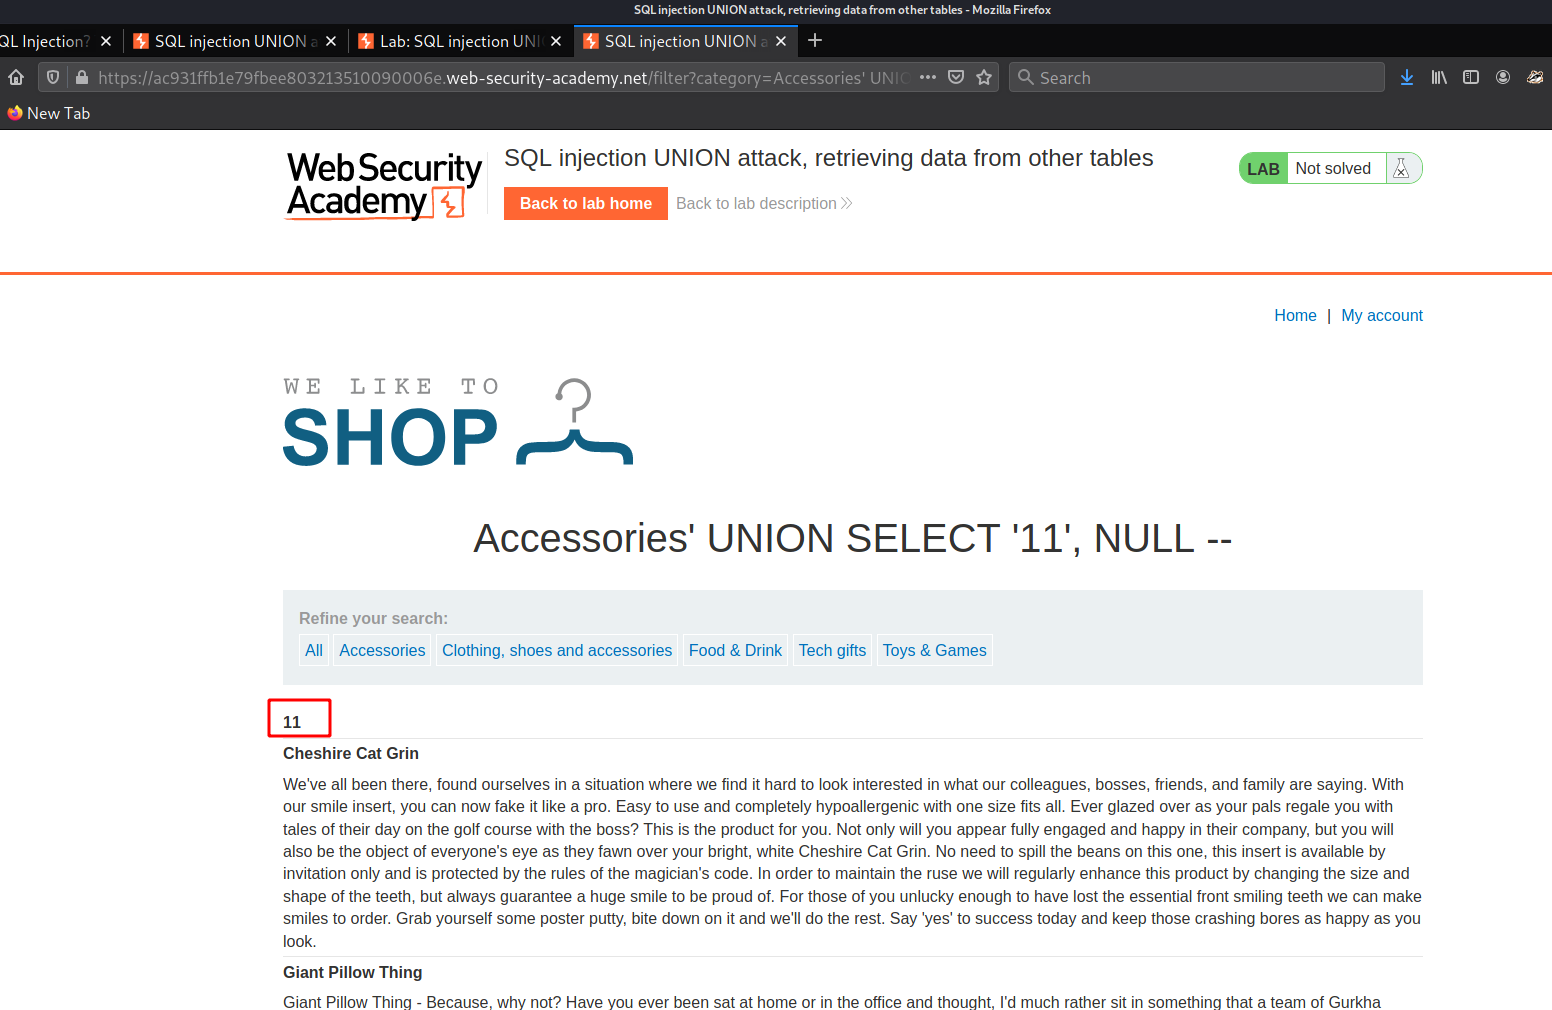 SQL injection UNION attack, retrieving data from other tables - Mozilla Firefox
QL Injection?
SQL injection UNION a
Lab: SQL injection UNI
SQL injection UNION a
https://ac931ffb1e79fbee803213510090006e.web-security-academy.net/filter?category=Accessories' UNIO
Search
New Tab
Web Security
Academy
SQL injection UNION attack, retrieving data from other tables
Back to lab home
Back to lab description
LAB
Not solved
Home | My account
WE LIKE TO
SHOP
Accessories' UNION SELECT '11', NULL --
Refine your search:
All
Accessories
Clothing, shoes and accessories
Food & Drink
Tech gifts
Toys & Games
11
Cheshire Cat Grin
We've all been there, found ourselves in a situation where we find it hard to look interested in what our colleagues, bosses, friends, and family are saying. With
our smile insert, you can now fake it like a pro. Easy to use and completely hypoallergenic with one size fits all. Ever glazed over as your pals regale you with
tales of their day on the golf course with the boss? This is the product for you. Not only will you appear fully engaged and happy in their company, but you will
also be the object of everyone's eye as they fawn over your bright, white Cheshire Cat Grin. No need to spill the beans on this one, this insert is available by
invitation only and is protected by the rules of the magician's code. In order to maintain the ruse we will regularly enhance this product by changing the size and
shape of the teeth, but always guarantee a huge smile to be proud of. For those of you unlucky enough to have lost the essential front smiling teeth we can make
smiles to order. Grab yourself some poster putty, bite down on it and we'll do the rest. Say 'yes' to success today and keep those crashing bores as happy as you
look.
Giant Pillow Thing
Giant Pillow Thing - Because, why not? Have you ever been sat at home or in the office and thought, I'd much rather sit in something that a team of Gurkha